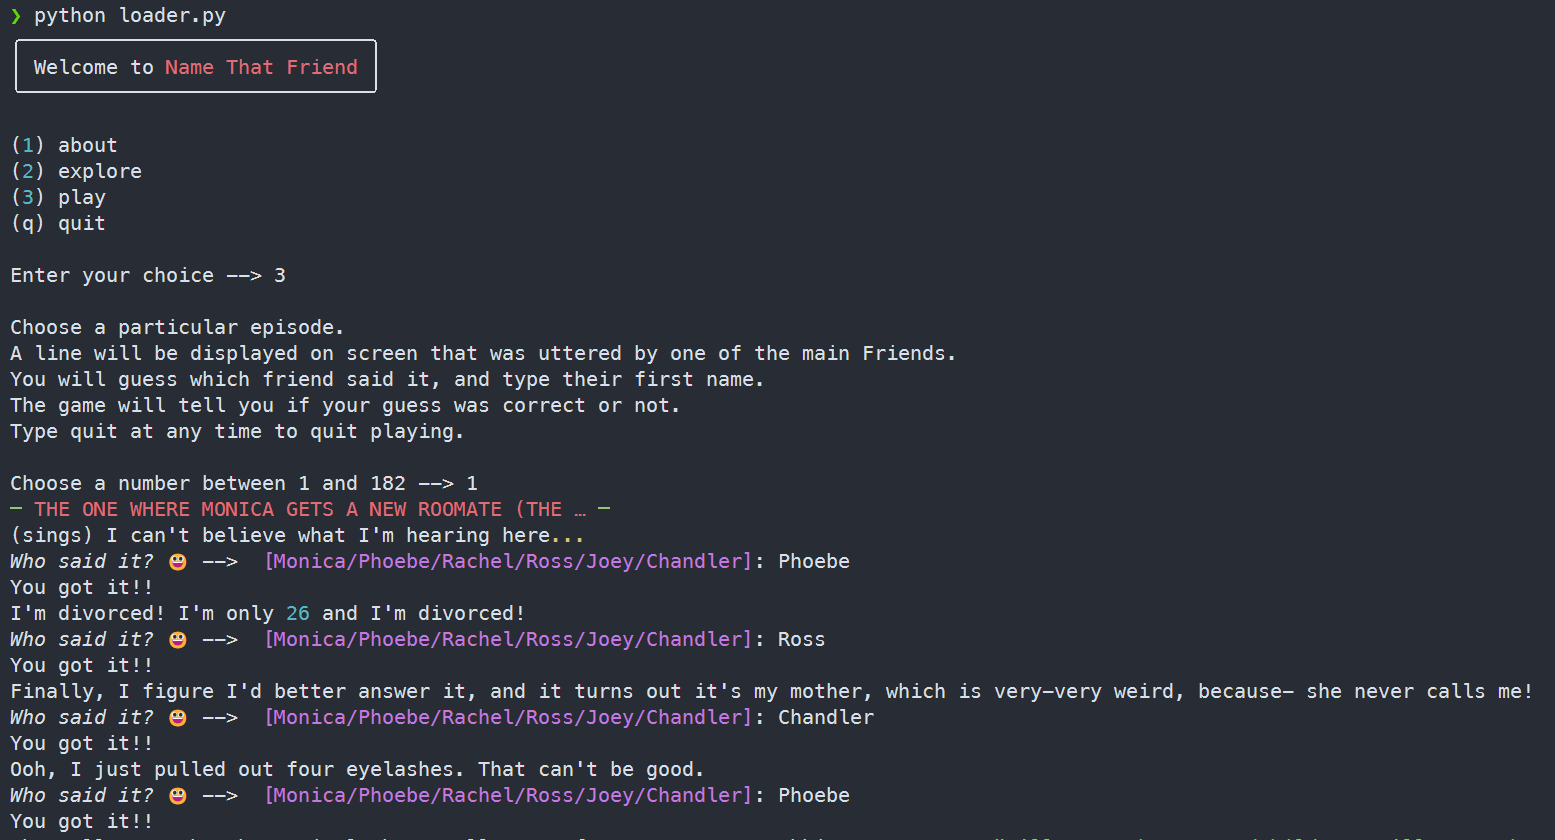 ❯ python loader.py
Welcome to Name That Friend
(1) about
(2) explore
(3) play
(q) quit
Enter your choice --> 3
Choose a particular episode.
A line will be displayed on screen that was uttered by one of the main Friends.
You will guess which friend said it, and type their first name.
The game will tell you if your guess was correct or not.
Type quit at any time to quit playing.
Choose a number between 1 and 182 --> 1
─ THE ONE WHERE MONICA GETS A NEW ROOMATE (THE … ─
(sings) I can't believe what I'm hearing here...
Who said it? 😀 -->  [Monica/Phoebe/Rachel/Ross/Joey/Chandler]: Phoebe
You got it!!
I'm divorced! I'm only 26 and I'm divorced!
Who said it? 😀 -->  [Monica/Phoebe/Rachel/Ross/Joey/Chandler]: Ross
You got it!!
Finally, I figure I'd better answer it, and it turns out it's my mother, which is very-very weird, because- she never calls me!
Who said it? 😀 -->  [Monica/Phoebe/Rachel/Ross/Joey/Chandler]: Chandler
You got it!!
Ooh, I just pulled out four eyelashes. That can't be good.
Who said it? 😀 -->  [Monica/Phoebe/Rachel/Ross/Joey/Chandler]: Phoebe
You got it!!